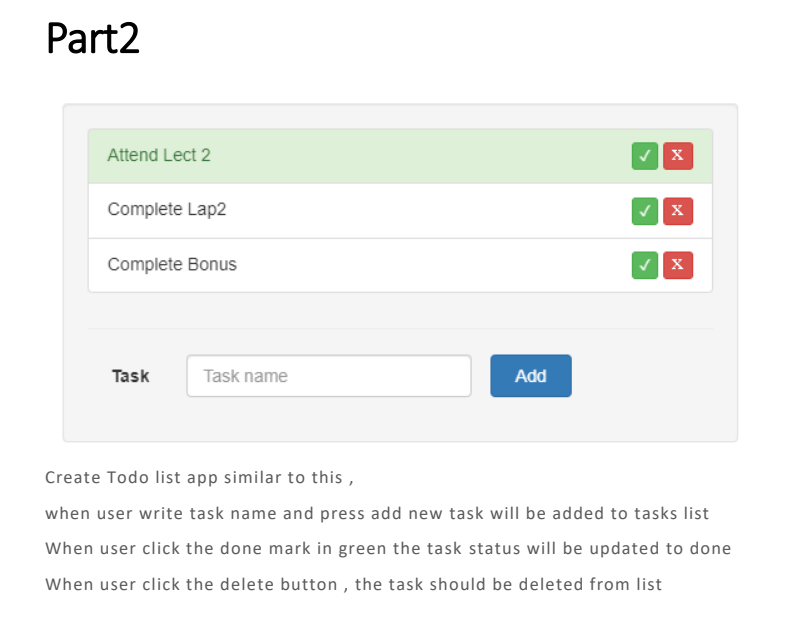 Part2
Attend Lect 2 ✓ X
Complete Lap2 ✓ X
Complete Bonus ✓ X
Task Task name Add
Create Todo list app similar to this ,
when user write task name and press add new task will be added to tasks list
When user click the done mark in green the task status will be updated to done
When user click the delete button , the task should be deleted from list